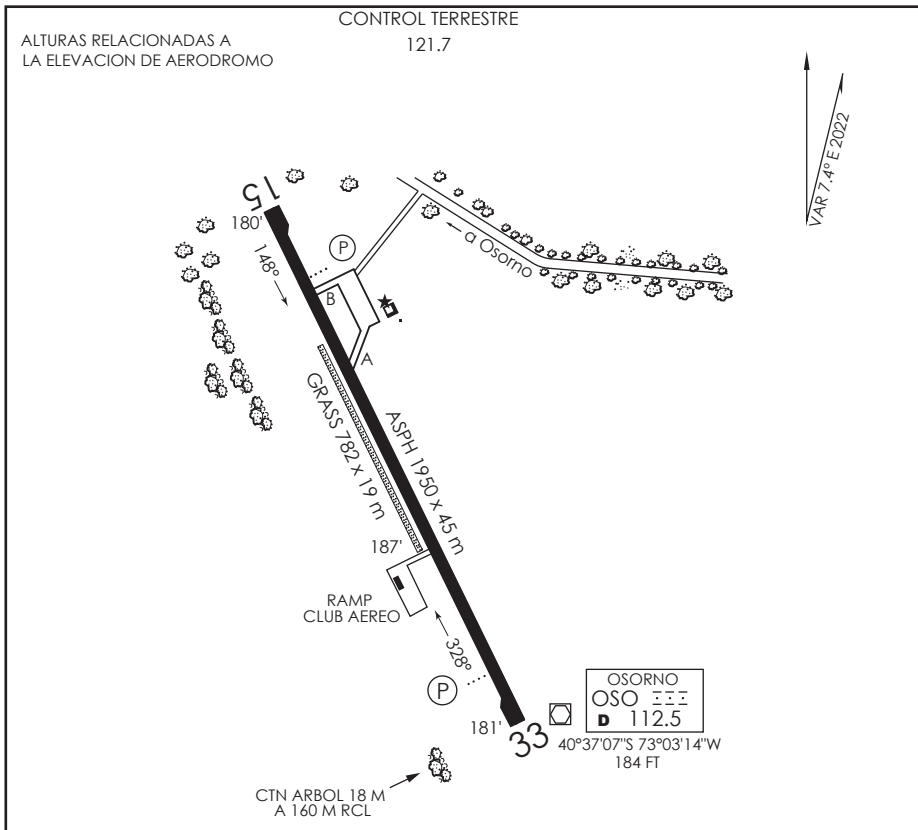 CONTROL TERRESTRE
121.7
ALTURAS RELACIONADAS A
LA ELEVACION DE AERODROMO
VAR 7.4° E 2022
15
180'
148°
P
a Osorno
B
A
GRASS 782 x 19 m
ASPH 1950 x 45 m
187'
RAMP
CLUB AEREO
328°
P
181'
33
OSORNO
OSO
D 112.5
40°37'07"S 73°03'14"W
184 FT
CTN ARBOL 18 M
A 160 M RCL